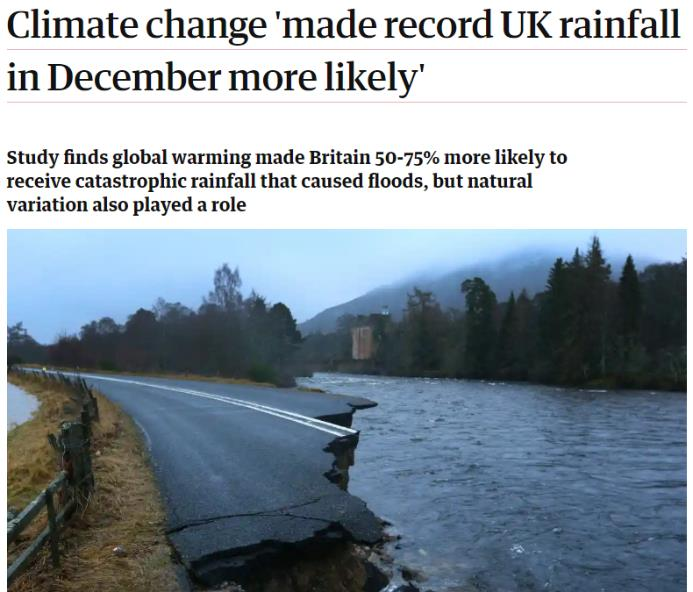 Climate change 'made record UK rainfall
in December more likely'
Study finds global warming made Britain 50-75% more likely to
receive catastrophic rainfall that caused floods, but natural
variation also played a role